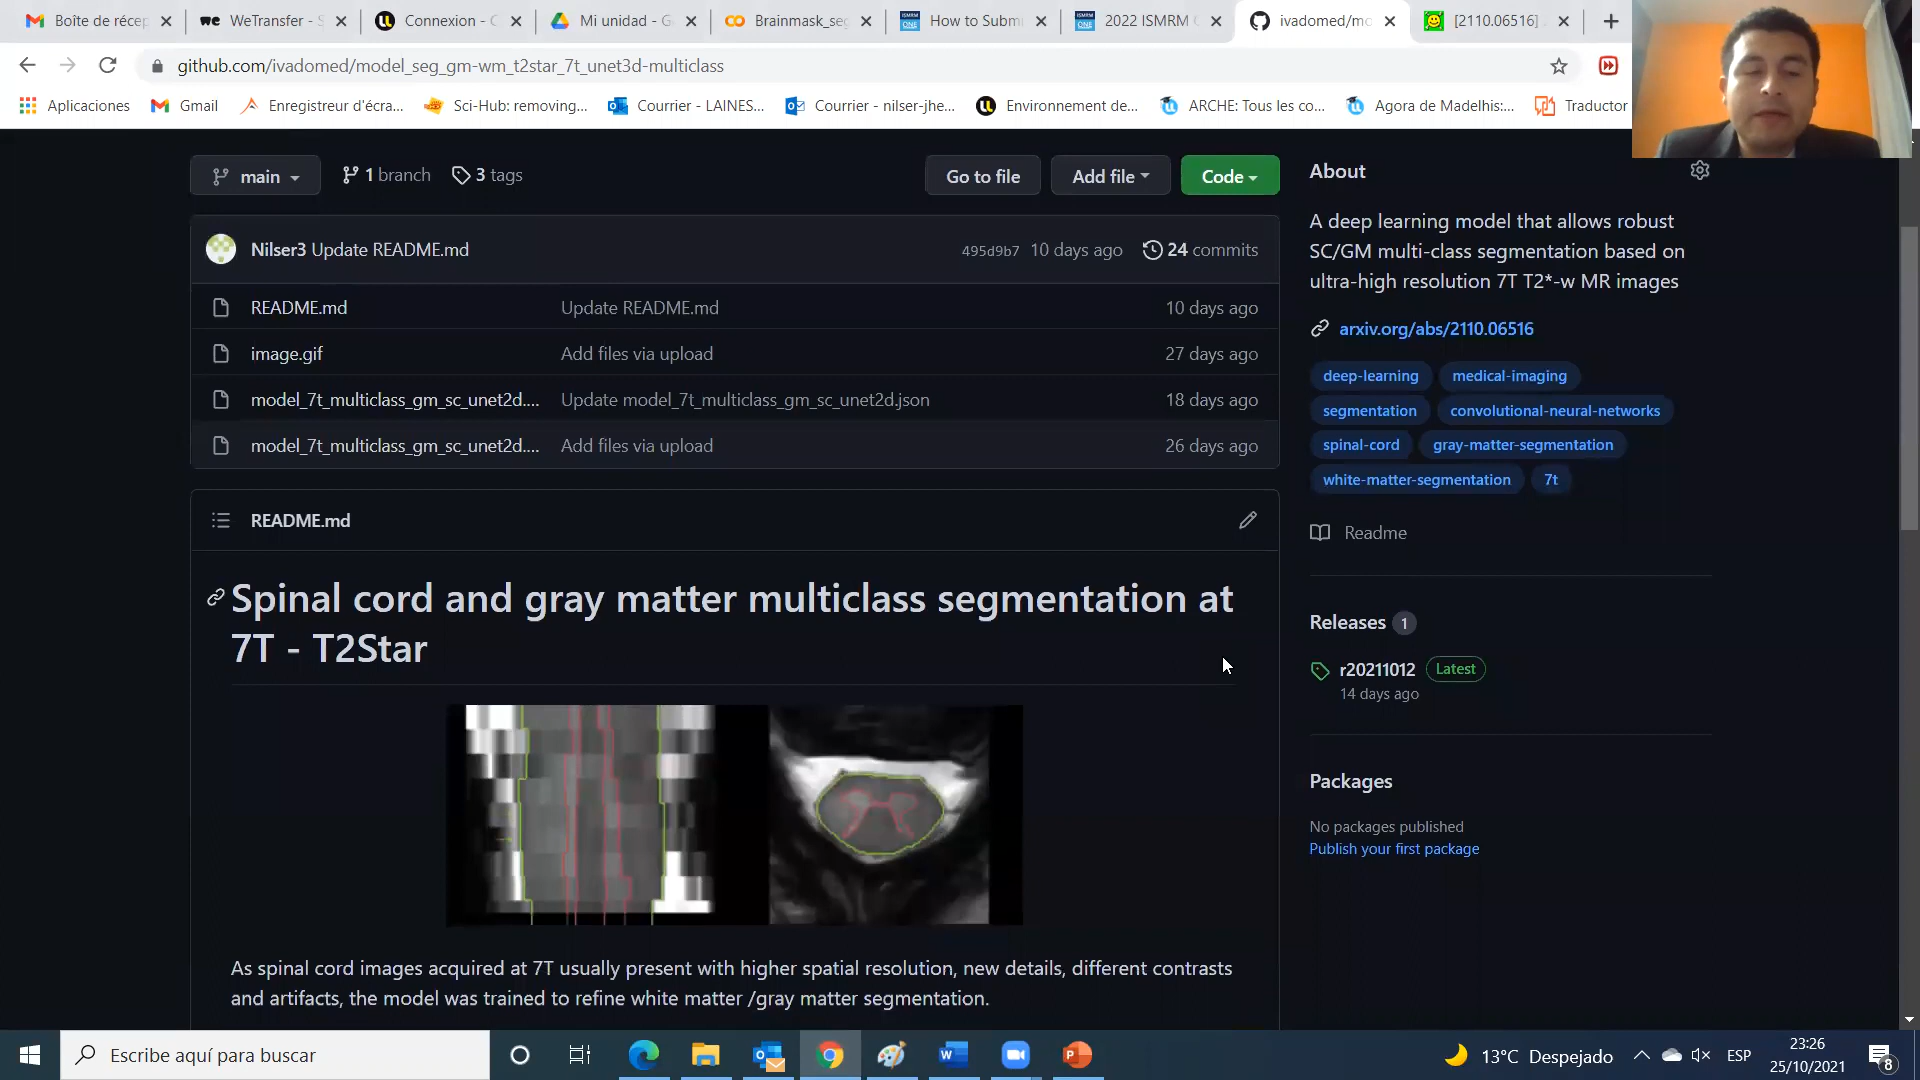 Boîte de récep
WeTransfer - S
Connexion - C
Mi unidad - G
Brainmask_se
How to Subm
2022 ISMRM
ivadomed/mo
[2110.06516]
github.com/ivadomed/model_seg_gm-wm_t2star_7t_unet3d-multiclass
Aplicaciones
Gmail
Enregistreur d'écra...
Sci-Hub: removing...
Courrier - LAINES...
Courrier - nilser-jhe...
Environnement de...
ARCHE: Tous les co...
Agora de Madelhis:...
Traductor
main
1 branch
3 tags
Go to file
Add file
Code
Nilser3 Update README.md
495d9b7 10 days ago
24 commits
README.md Update README.md 10 days ago
image.gif Add files via upload 27 days ago
model_7t_multiclass_gm_sc_unet2d.... Update model_7t_multiclass_gm_sc_unet2d.json 18 days ago
model_7t_multiclass_gm_sc_unet2d.... Add files via upload 26 days ago
README.md
Spinal cord and gray matter multiclass segmentation at
7T - T2Star
As spinal cord images acquired at 7T usually present with higher spatial resolution, new details, different contrasts
and artifacts, the model was trained to refine white matter /gray matter segmentation.
About
A deep learning model that allows robust
SC/GM multi-class segmentation based on
ultra-high resolution 7T T2*-w MR images
arxiv.org/abs/2110.06516
deep-learning medical-imaging
segmentation convolutional-neural-networks
spinal-cord gray-matter-segmentation
white-matter-segmentation 7t
Readme
Releases 1
r20211012 Latest
14 days ago
Packages
No packages published
Publish your first package
Escribe aquí para buscar
13°C Despejado
ESP
23:26
25/10/2021
8